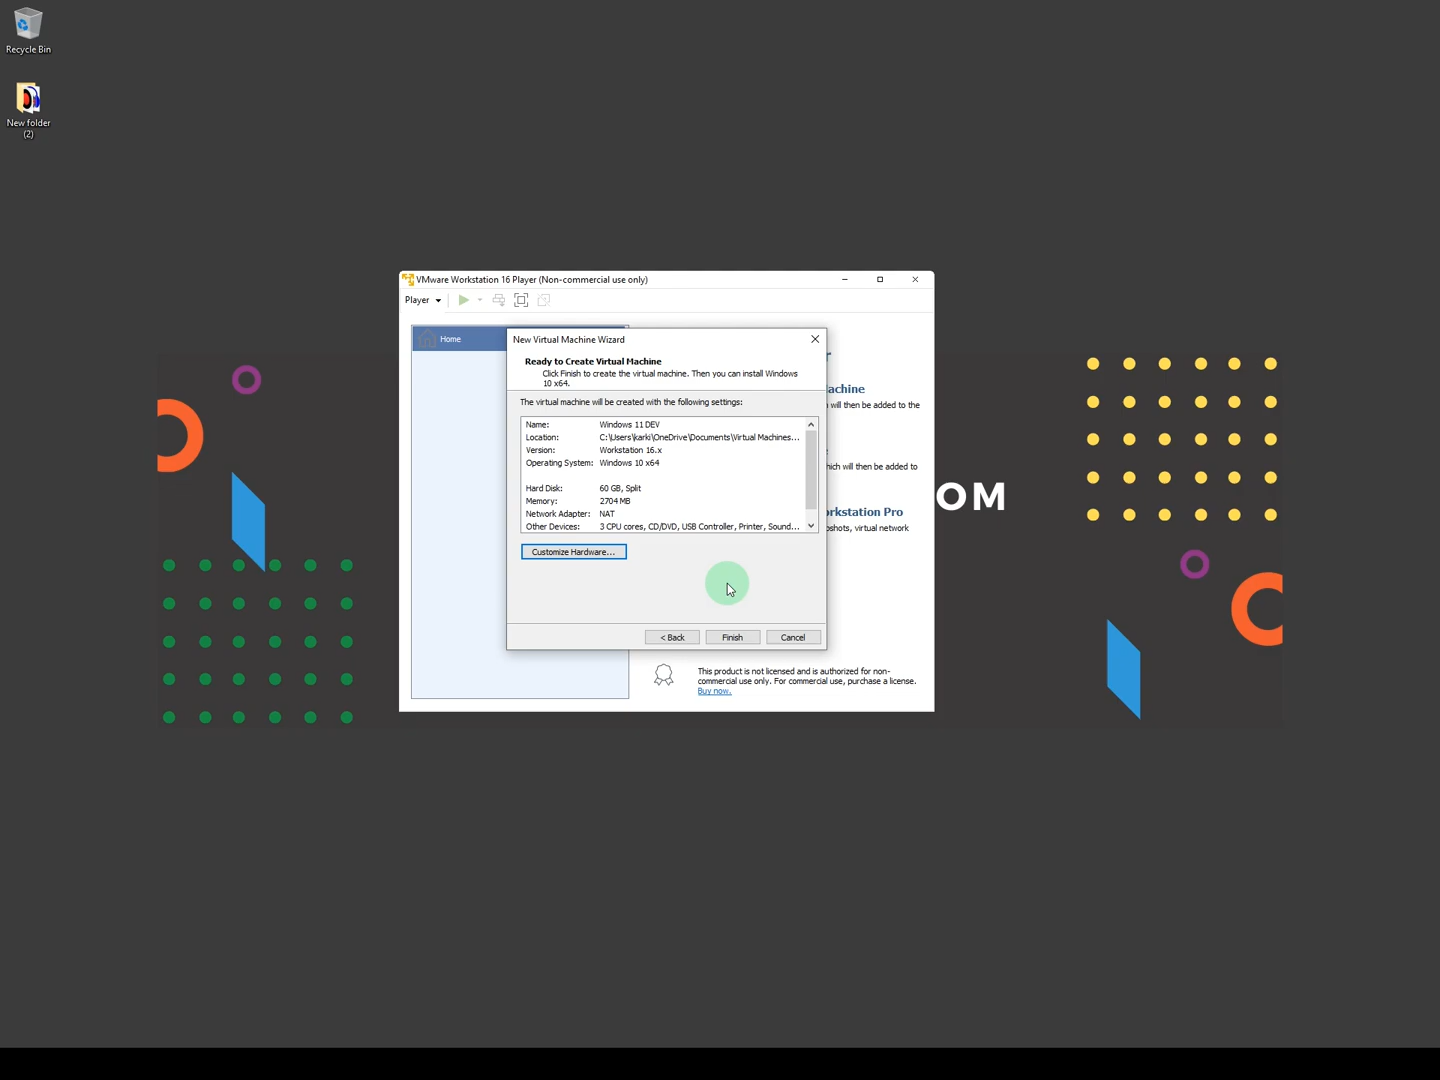 Recycle Bin
New folder
(2)
VMware Workstation 16 Player (Non-commercial use only)
Player
Home
New Virtual Machine Wizard
Ready to Create Virtual Machine
Click Finish to create the virtual machine. Then you can install Windows
10 x64.
The virtual machine will be created with the following settings:
Name: Windows 11 DEV
Location: C:\Users\karki\OneDrive\Documents\Virtual Machines...
Version: Workstation 16.x
Operating System: Windows 10 x64
Hard Disk: 60 GB, Split
Memory: 2704 MB
Network Adapter: NAT
Other Devices: 3 CPU cores, CD/DVD, USB Controller, Printer, Sound...
Customize Hardware...
< Back
Finish
Cancel
r
achine
will then be added to the
hich will then be added to
OM
orkstation Pro
shots, virtual network
This product is not licensed and is authorized for non-
commercial use only. For commercial use, purchase a license.
Buy now.